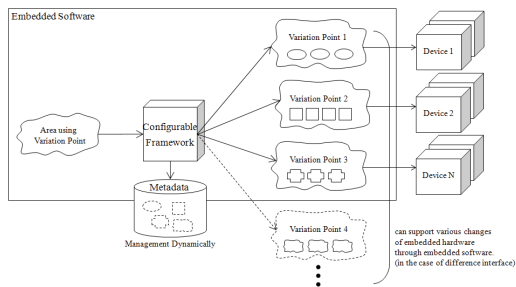 Embedded Software
Variation Point 1
Device 1
Variation Point 2
Device 2
Area using
Variation Point
Configurable
Framework
Variation Point 3
Device N
Metadata
Management Dynamically
Variation Point 4
can support various changes
of embedded hardware
through embedded software.
(in the case of difference interface)